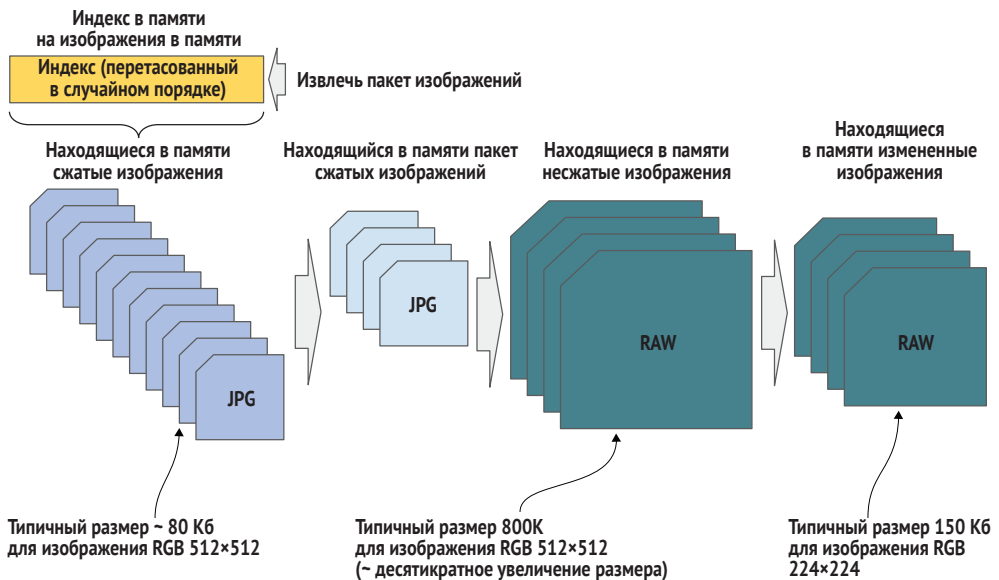 Индекс в памяти
на изображения в памяти
Индекс (перетасованный
в случайном порядке)
Извлечь пакет изображений
Находящиеся в памяти
сжатые изображения
Находящийся в памяти пакет
сжатых изображений
Находящиеся в памяти
несжатые изображения
Находящиеся
в памяти измененные
изображения
JPG
JPG
RAW
RAW
Типичный размер ~ 80 Кб
для изображения RGB 512×512
Типичный размер 800K
для изображения RGB 512×512
(~ десятикратное увеличение размера)
Типичный размер 150 Кб
для изображения RGB
224×224